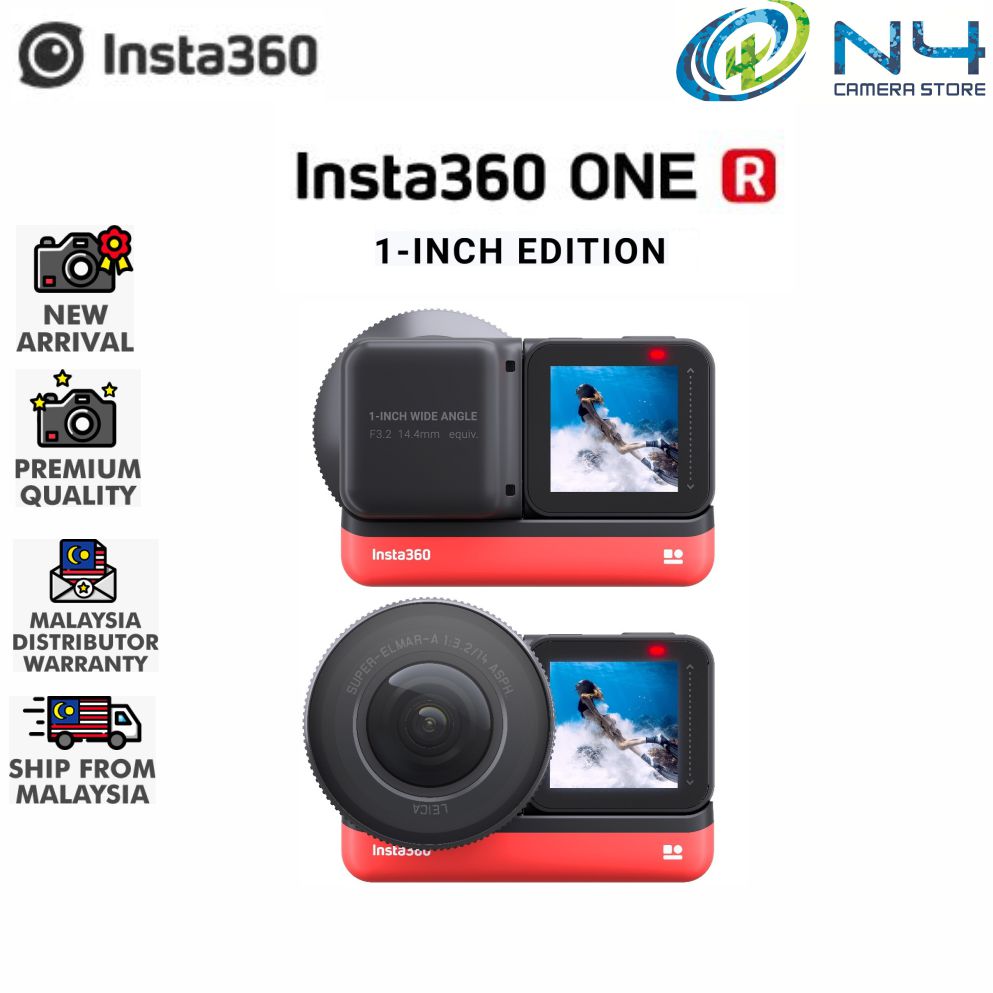 Insta360
N4
CAMERA STORE
Insta360 ONE R
1-INCH EDITION
NEW
ARRIVAL
PREMIUM
QUALITY
MALAYSIA
DISTRIBUTOR
WARRANTY
SHIP FROM
MALAYSIA
1-INCH WIDE ANGLE
F3.2 14.4mm equiv.
Insta360
SUPER-ELMAR-A 1:3.2/14 ASPH
LEICA
Insta360